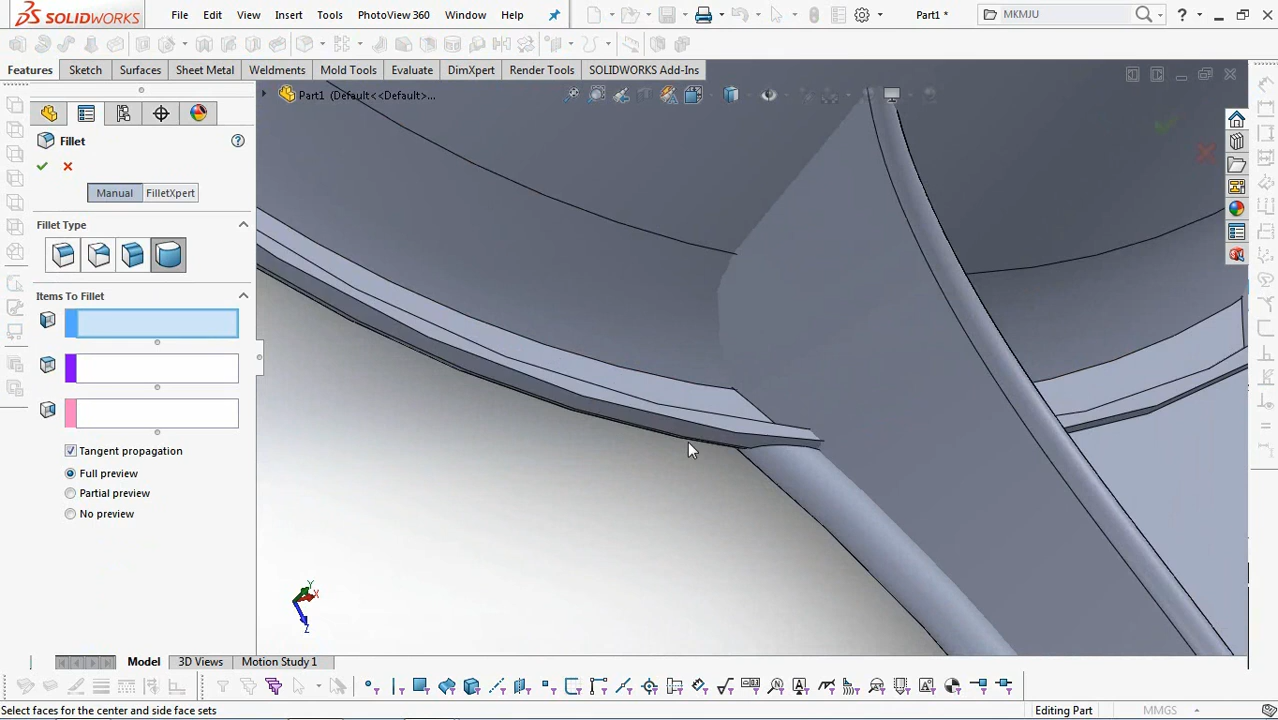 SOLIDWORKS File Edit View Insert Tools PhotoView 360 Window Help Part1 * MKMJU ?
Features Sketch Surfaces Sheet Metal Weldments Mold Tools Evaluate DimXpert Render Tools SOLIDWORKS Add-Ins
Part1 (Default<<Default>...
Fillet ?
Manual FilletXpert
Fillet Type
Items To Fillet
Tangent propagation
Full preview
Partial preview
No preview
Y
X
Z
Model 3D Views Motion Study 1
Select faces for the center and side face sets Editing Part MMGS